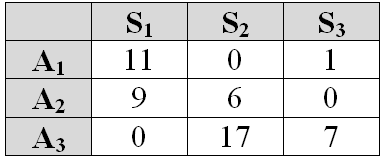 S₁ S₂ S₃
A₁ 11 0 1
A₂ 9 6 0
A₃ 0 17 7